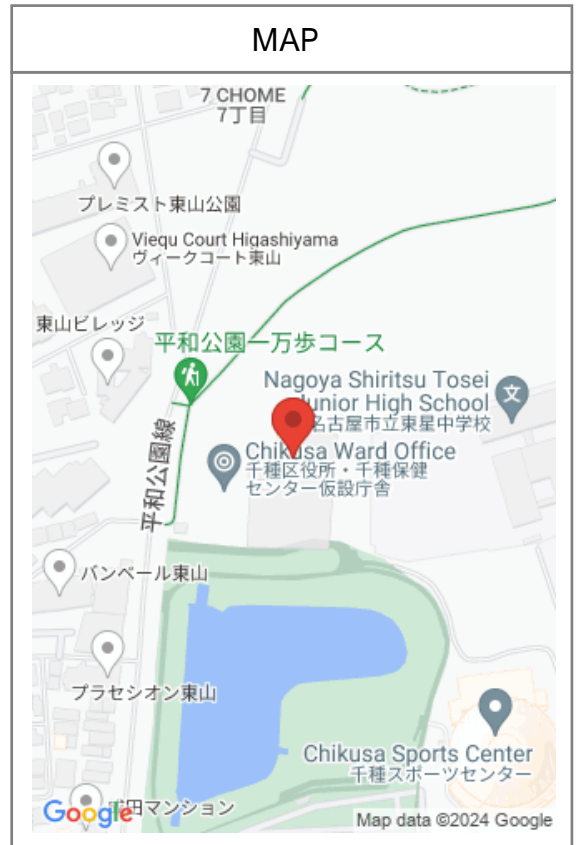 MAP
7 CHOME
7丁目
プレミスト東山公園
Viequ Court Higashiyama
ヴィークコート東山
東山ビレッジ
平和公園一万歩コース
Nagoya Shiritsu Tosei
Junior High School
名古屋市立東星中学校
Chikusa Ward Office
千種区役所・千種保健
センター仮設庁舎
平和公園線
バンベール東山
プラセシオン東山
Chikusa Sports Center
千種スポーツセンター
田マンション
Google
Map data ©2024 Google